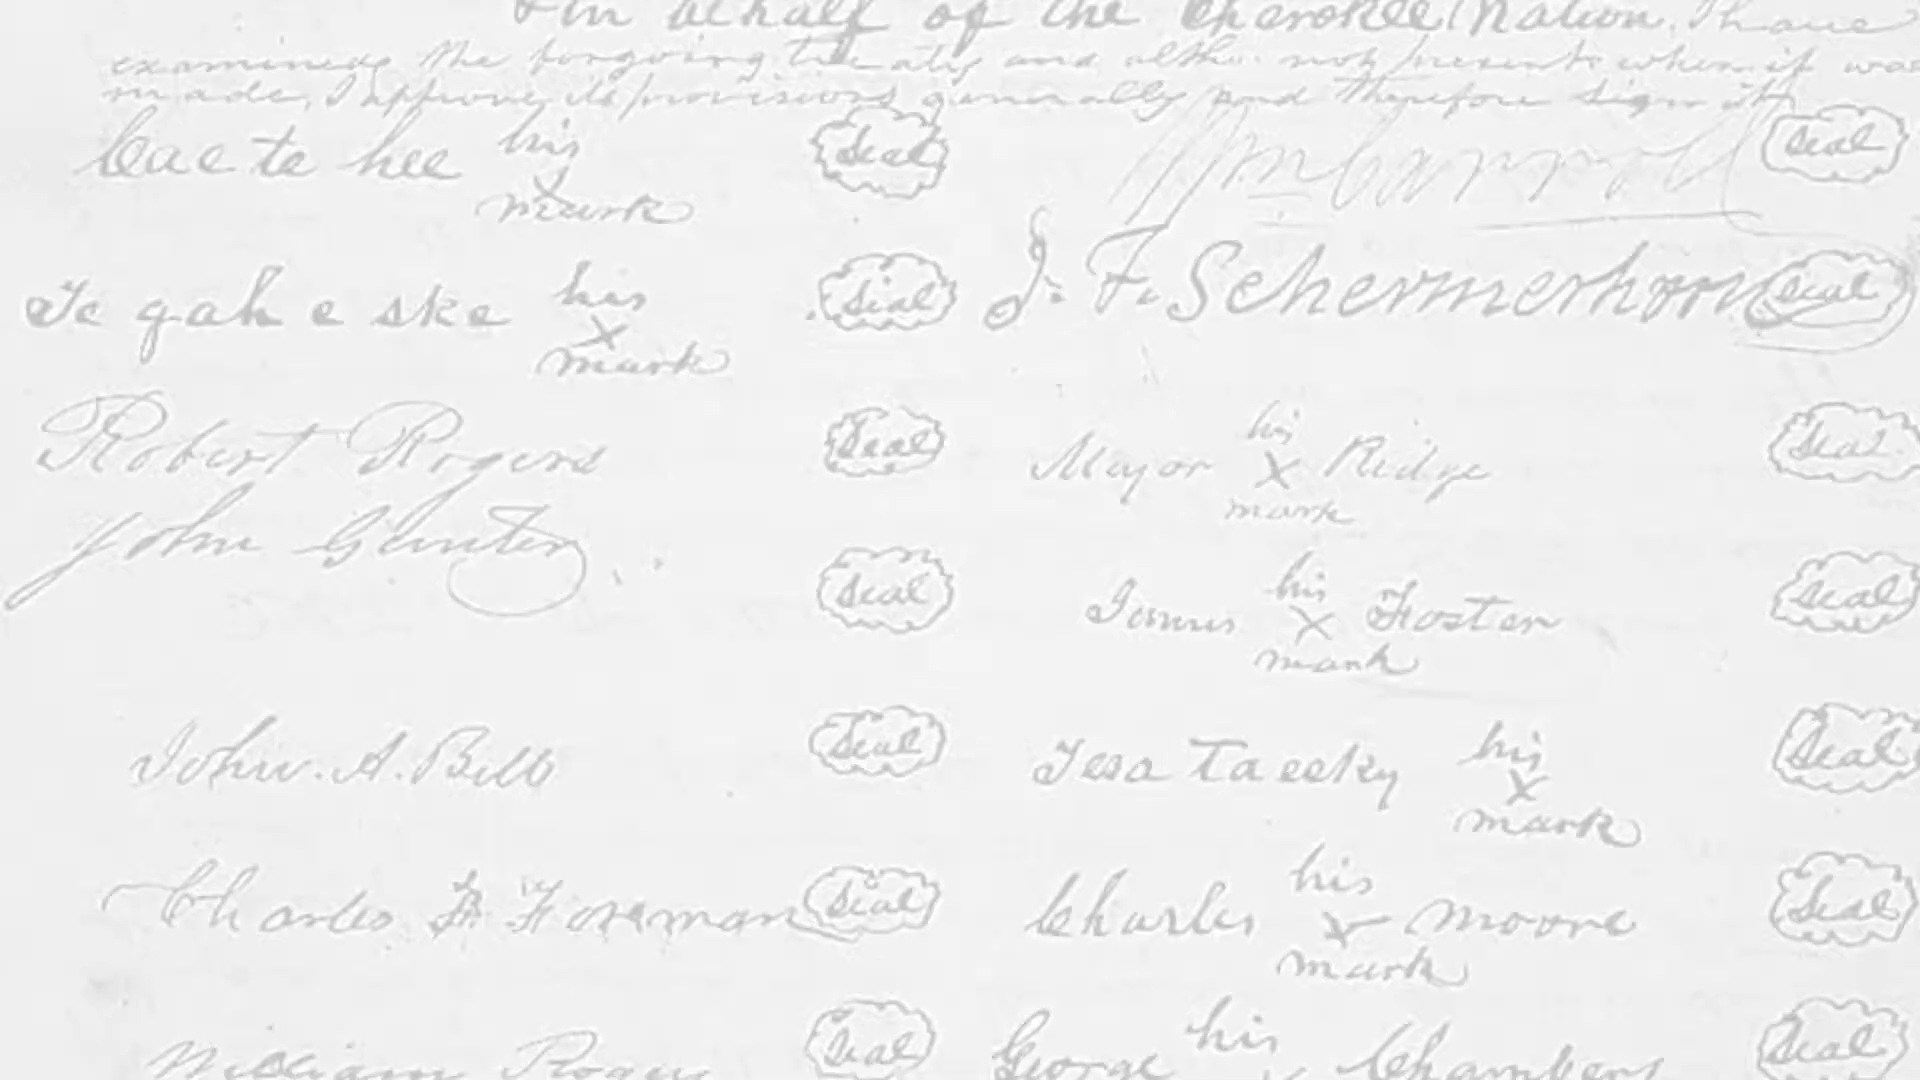 In behalf of the Cherokee Nation. I have
examined the forgoing treaty and altho. not present when it was
made, I approve its provisions generally and therefore sign it
Cae te hee his x mark Seal
Wm Carroll Seal
Te gah e ske his x mark Seal
J. F. Schermerhorn Seal
Robert Rogers Seal
Major his x mark Ridge Seal
John Gunter Seal
James his x mark Foster Seal
John. A. Bell Seal
Tesa Taeeky his x mark Seal
Charles F. Foreman Seal
Charles his x mark Moore Seal
William Rogers Seal
George his x Chambers Seal